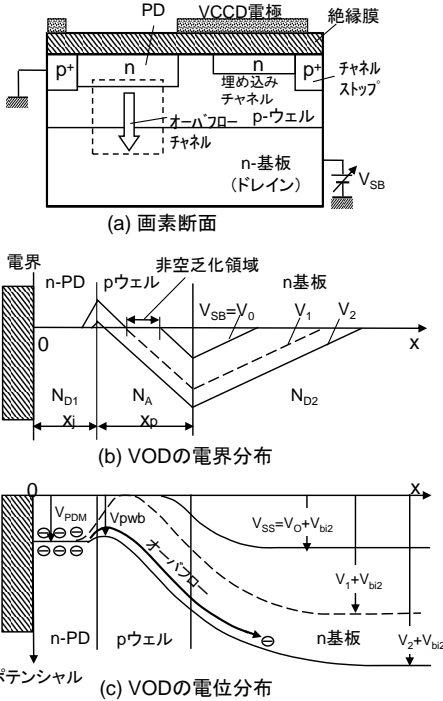 PD
VCCD電極
絶縁膜
p+
n
n
p+
チャネル
ストップ
埋め込み
チャネル
オーバフロー
チャネル
p-ウェル
n-基板
(ドレイン)
VSB
(a) 画素断面
電界
n-PD
pウェル
非空乏化領域
n基板
VSB=V0
V1
V2
0
x
ND1
NA
ND2
xj
xp
(b) VODの電界分布
0
x
VPDM
Vpwb
オーバフロー
VSS=VO+Vbi2
V1+Vbi2
V2+Vbi2
n-PD
pウェル
n基板
ポテンシャル
(c) VODの電位分布